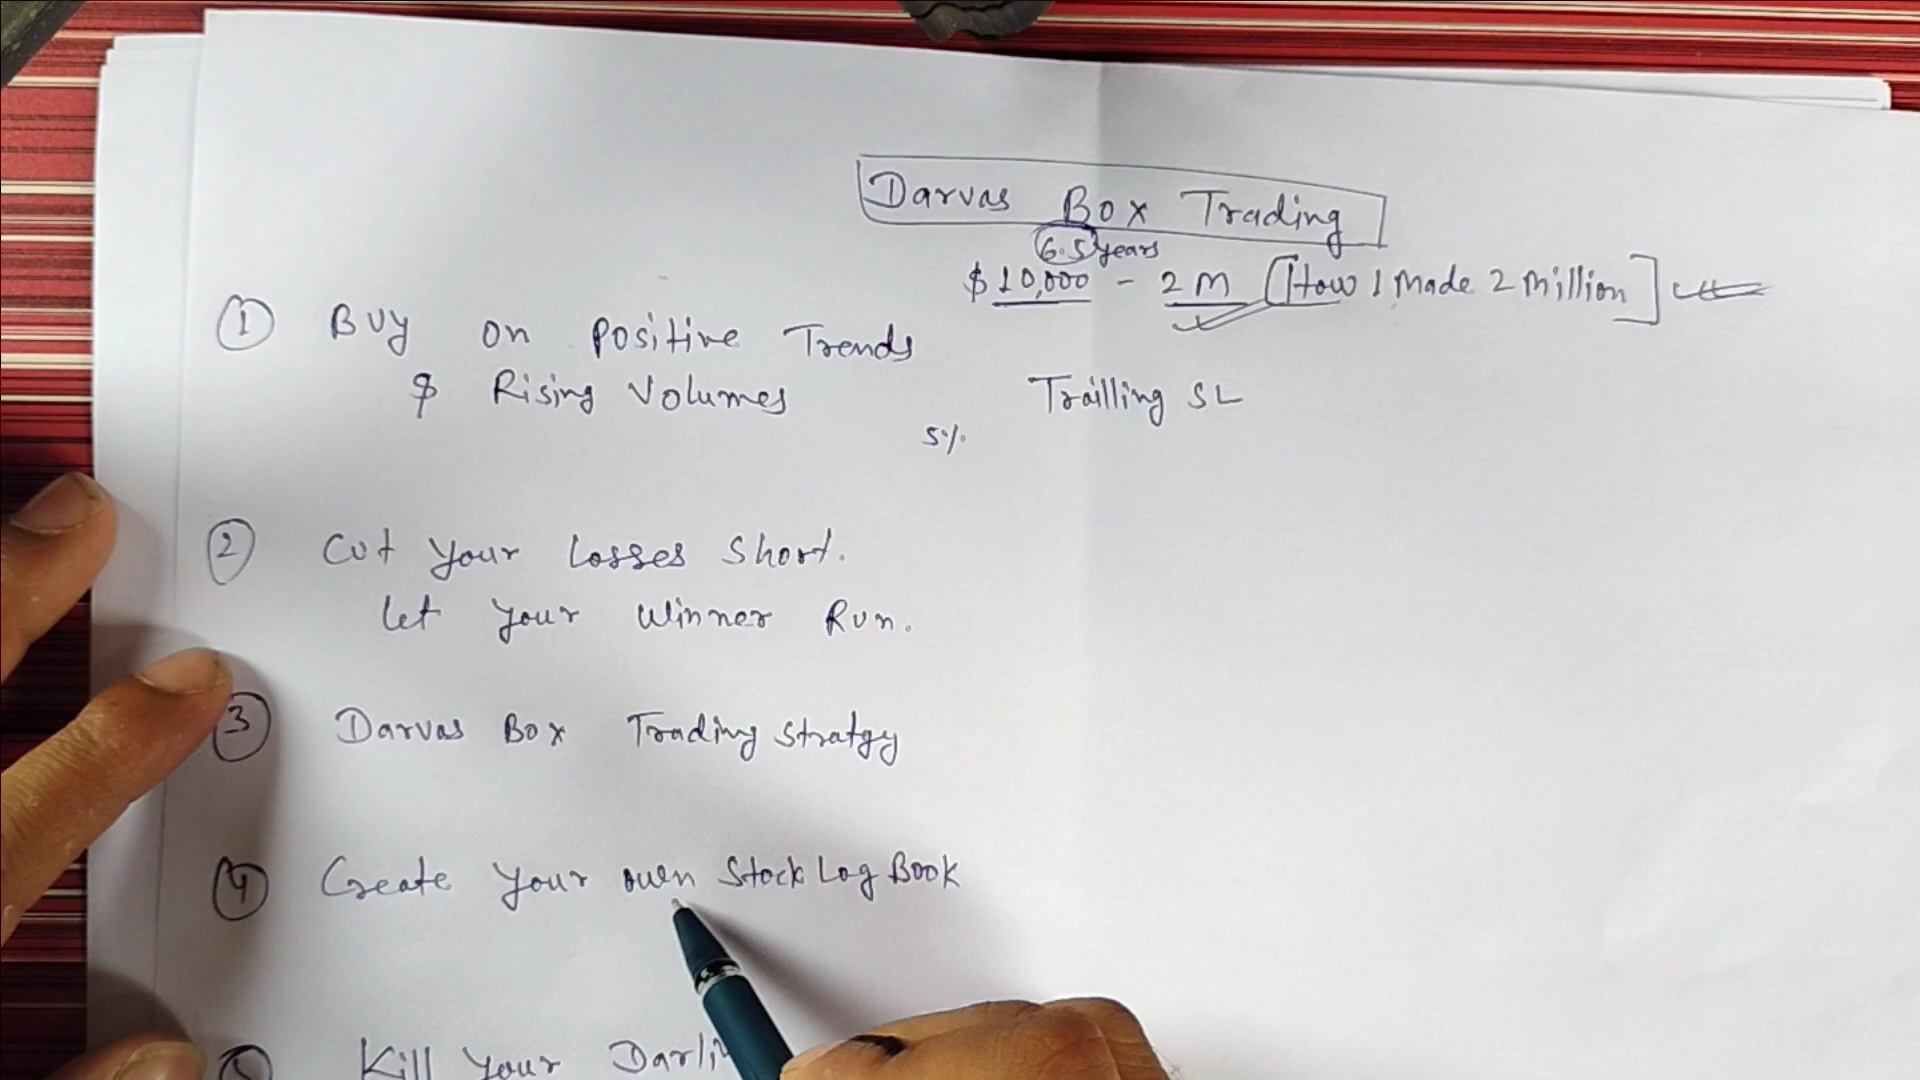 Darvas Box Trading
6.5 years
$10,000 - 2M [How I Made 2 Million]
① Buy on Positive Trends
$ Rising Volumes
Trailling SL
5%
② Cut Your Losses Short.
Let Your Winner Run.
③ Darvas Box Trading Stratgy
④ Create Your own Stock Log Book
Kill Your